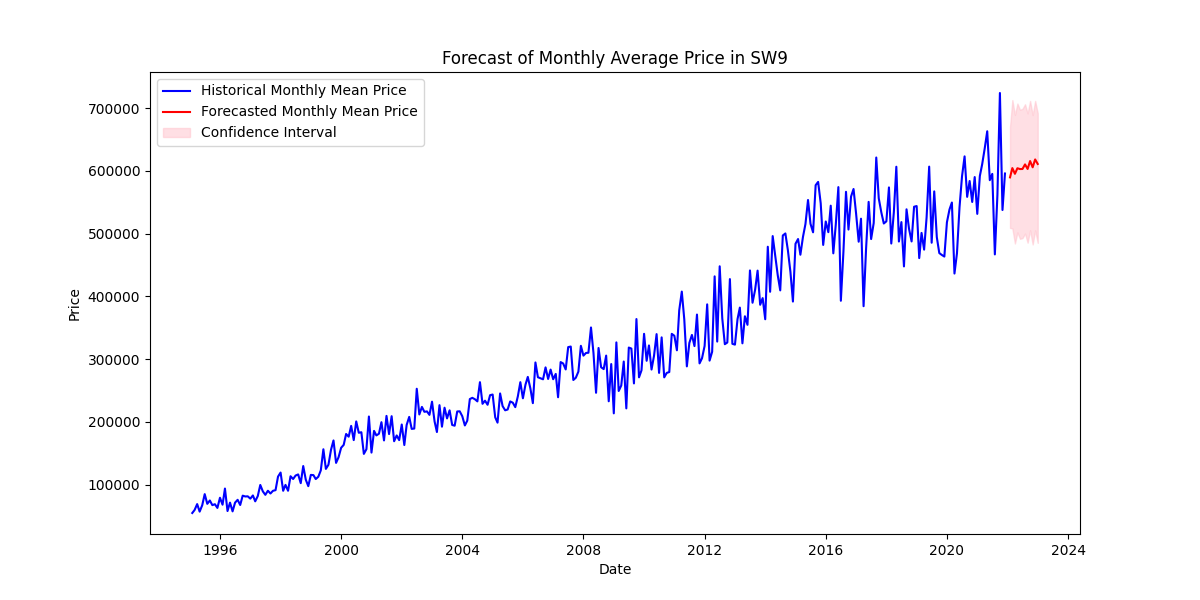 Forecast of Monthly Average Price in SW9
Historical Monthly Mean Price
Forecasted Monthly Mean Price
Confidence Interval
700000
600000
500000
400000
300000
200000
100000
Price
1996 2000 2004 2008 2012 2016 2020 2024
Date